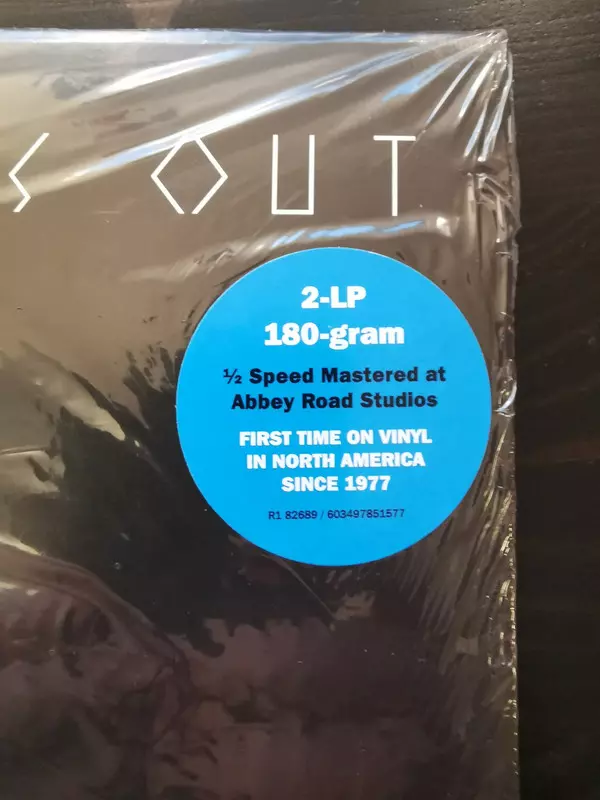 S OUT
2-LP
180-gram
½ Speed Mastered at
Abbey Road Studios
FIRST TIME ON VINYL
IN NORTH AMERICA
SINCE 1977
R1 82689 / 603497851577